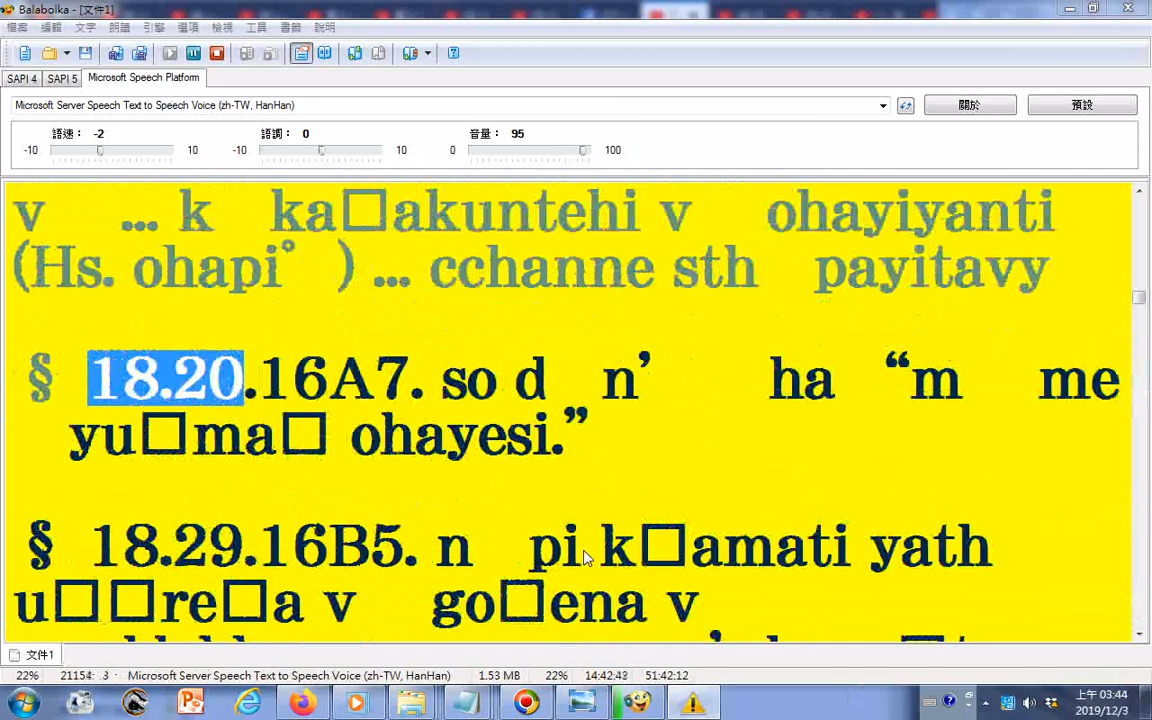 Balabolka - [文件1]
檔案 編輯 文字 朗讀 引擎 選項 檢視 工具 書籤 說明
SAPI 4 SAPI 5 Microsoft Speech Platform
Microsoft Server Speech Text to Speech Voice (zh-TW, HanHan) 關於 預設
語速： -2 語調： 0 音量： 95
-10 10 -10 10 0 100
v ... k ka□akuntehi v ohayiyanti
(Hs. ohapi° ) ... cchanne sth payitavy
§ 18.20.16A7. so d n’ ha “m me
yu□ma□ ohayesi.”
§ 18.29.16B5. n pi k□amati yath
u□□re□a v go□ena v
文件1
22% Microsoft Server Speech Text to Speech Voice (zh-TW, HanHan) 1.53 MB 22% 14:42:43 51:42:12
上午 03:44
2019/12/3